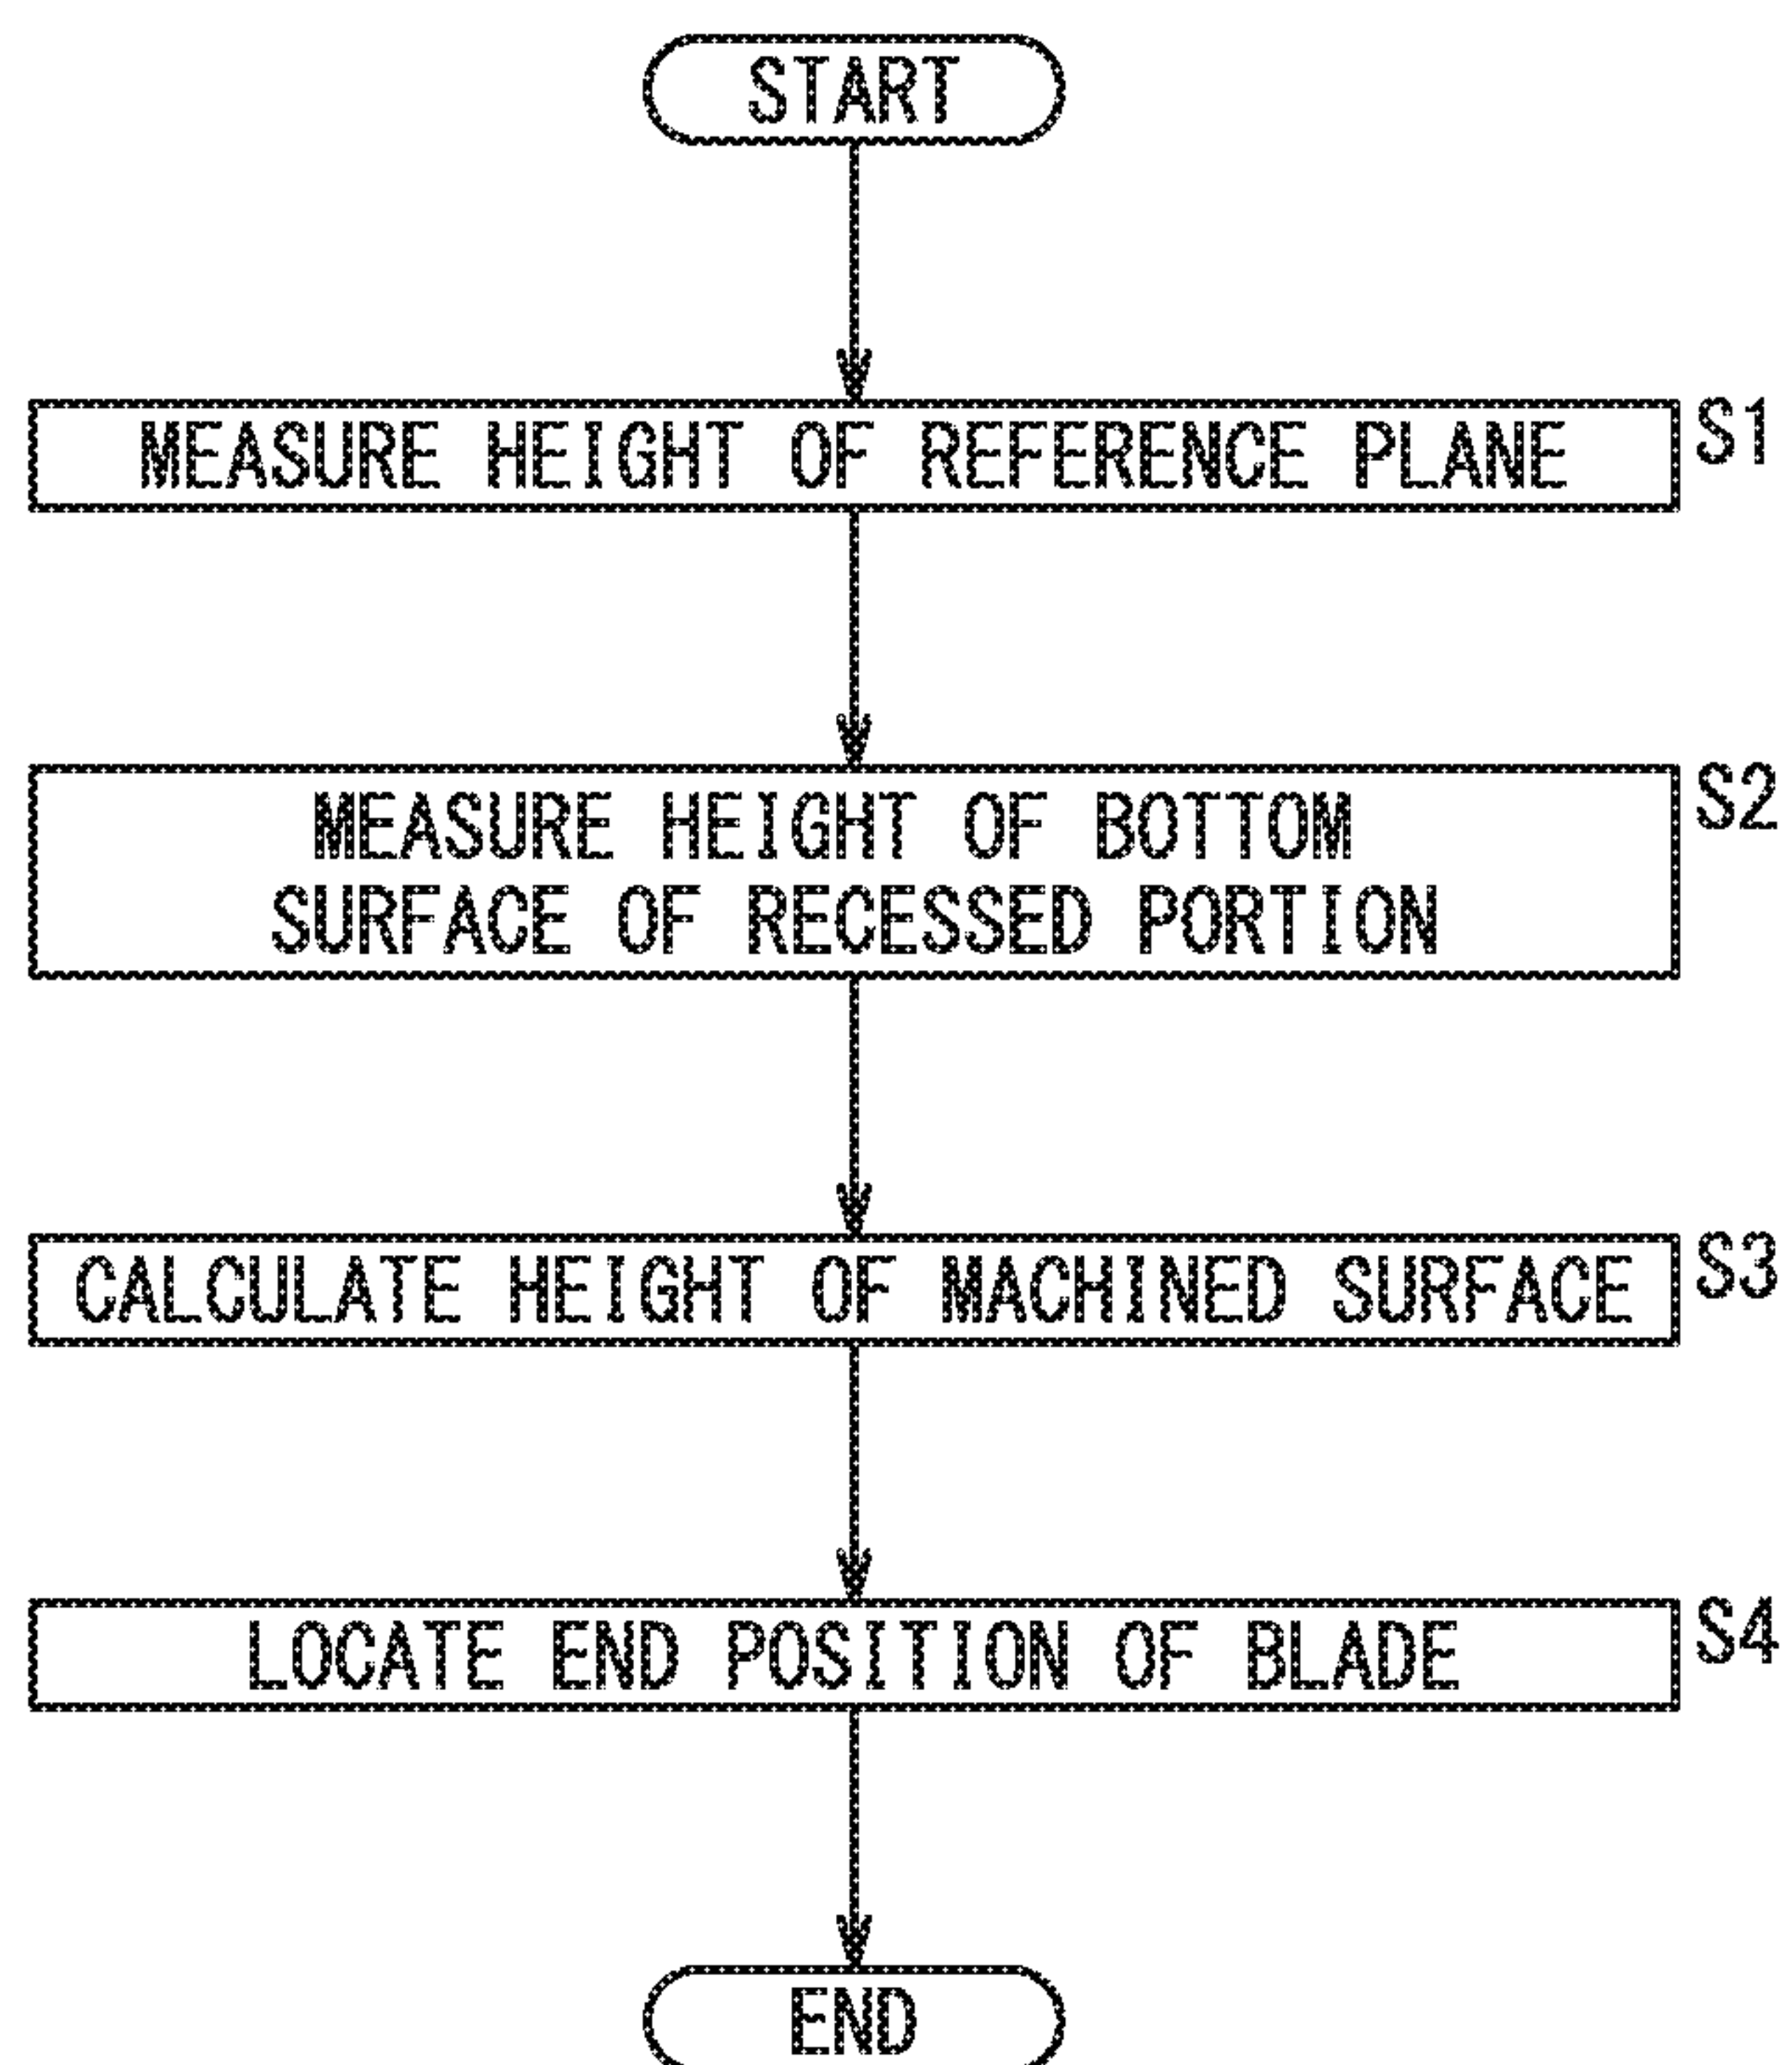 START
MEASURE HEIGHT OF REFERENCE PLANE
S1
MEASURE HEIGHT OF BOTTOM
SURFACE OF RECESSED PORTION
S2
CALCULATE HEIGHT OF MACHINED SURFACE
S3
LOCATE END POSITION OF BLADE
S4
END